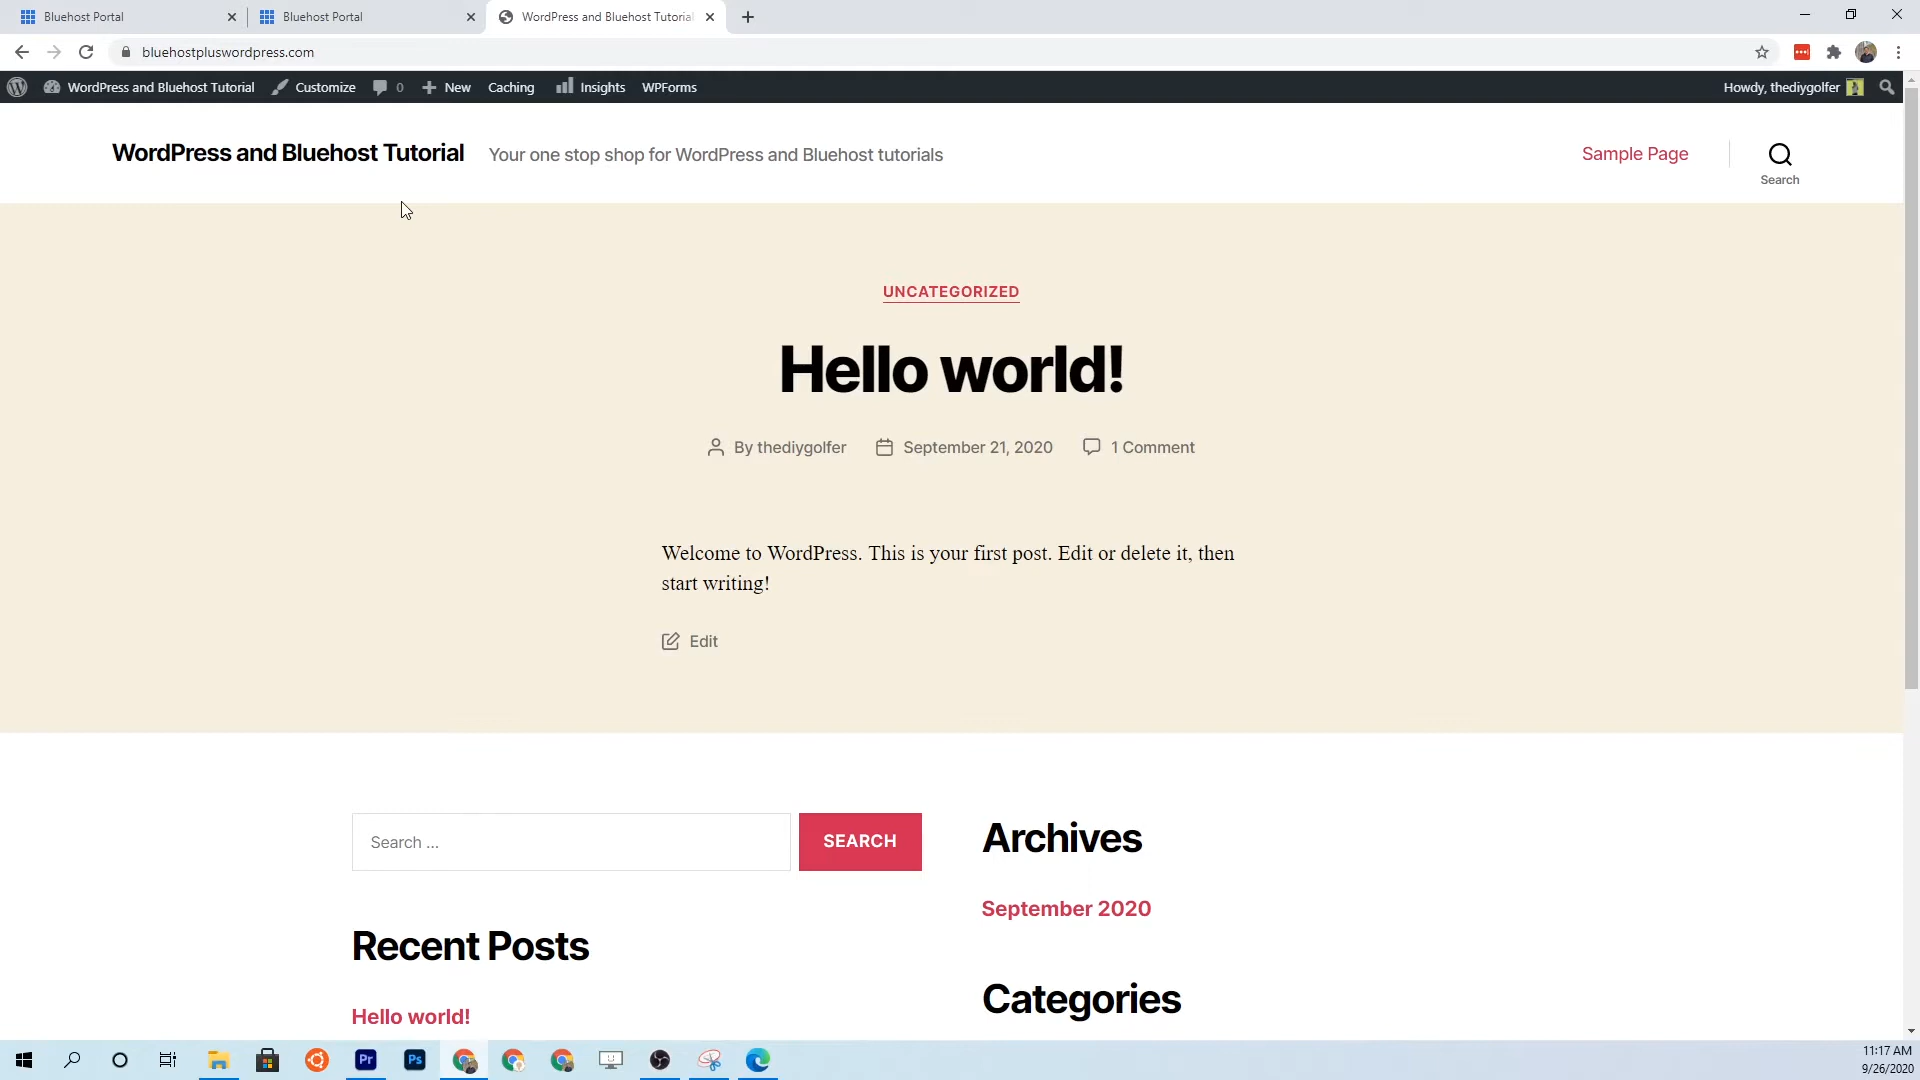 Bluehost Portal
Bluehost Portal
WordPress and Bluehost Tutorial
bluehostpluswordpress.com
WordPress and Bluehost Tutorial
Customize
0
New
Caching
Insights
WPForms
Howdy, thediygolfer
WordPress and Bluehost Tutorial
Your one stop shop for WordPress and Bluehost tutorials
Sample Page
Search
UNCATEGORIZED
Hello world!
By thediygolfer
September 21, 2020
1 Comment
Welcome to WordPress. This is your first post. Edit or delete it, then
start writing!
Edit
Search ...
SEARCH
Archives
September 2020
Recent Posts
Categories
Hello world!
Pr
Ps
11:17 AM
9/26/2020